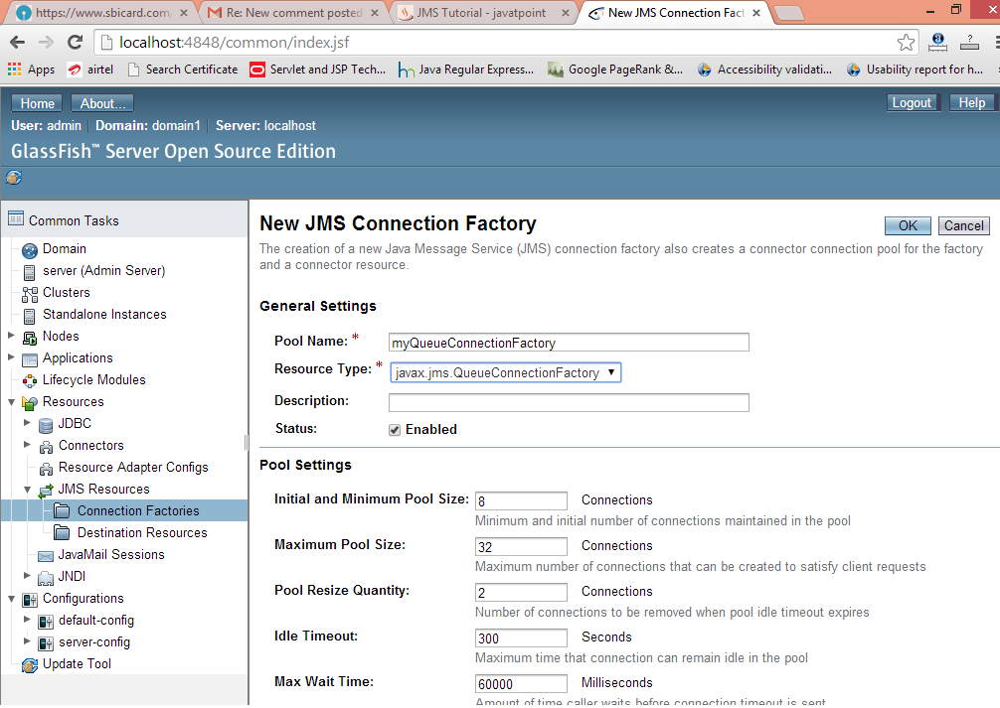 https://www.sbicard.com
Re: New comment posted
JMS Tutorial - javatpoint
New JMS Connection Fact
localhost:4848/common/index.jsf
Apps
airtel
Search Certificate
Servlet and JSP Tech...
Java Regular Express...
Google PageRank &...
Accessibility validati...
Usability report for h...
Home
About...
Logout
Help
User: admin
Domain: domain1
Server: localhost
GlassFish™ Server Open Source Edition
Common Tasks
Domain
server (Admin Server)
Clusters
Standalone Instances
Nodes
Applications
Lifecycle Modules
Resources
JDBC
Connectors
Resource Adapter Configs
JMS Resources
Connection Factories
Destination Resources
JavaMail Sessions
JNDI
Configurations
default-config
server-config
Update Tool
New JMS Connection Factory
OK
Cancel
The creation of a new Java Message Service (JMS) connection factory also creates a connector connection pool for the factory
and a connector resource.
General Settings
Pool Name: * myQueueConnectionFactory
Resource Type: * javax.jms.QueueConnectionFactory
Description:
Status: Enabled
Pool Settings
Initial and Minimum Pool Size: 8 Connections
Minimum and initial number of connections maintained in the pool
Maximum Pool Size: 32 Connections
Maximum number of connections that can be created to satisfy client requests
Pool Resize Quantity: 2 Connections
Number of connections to be removed when pool idle timeout expires
Idle Timeout: 300 Seconds
Maximum time that connection can remain idle in the pool
Max Wait Time: 60000 Milliseconds
Amount of time caller waits before connection timeout is sent